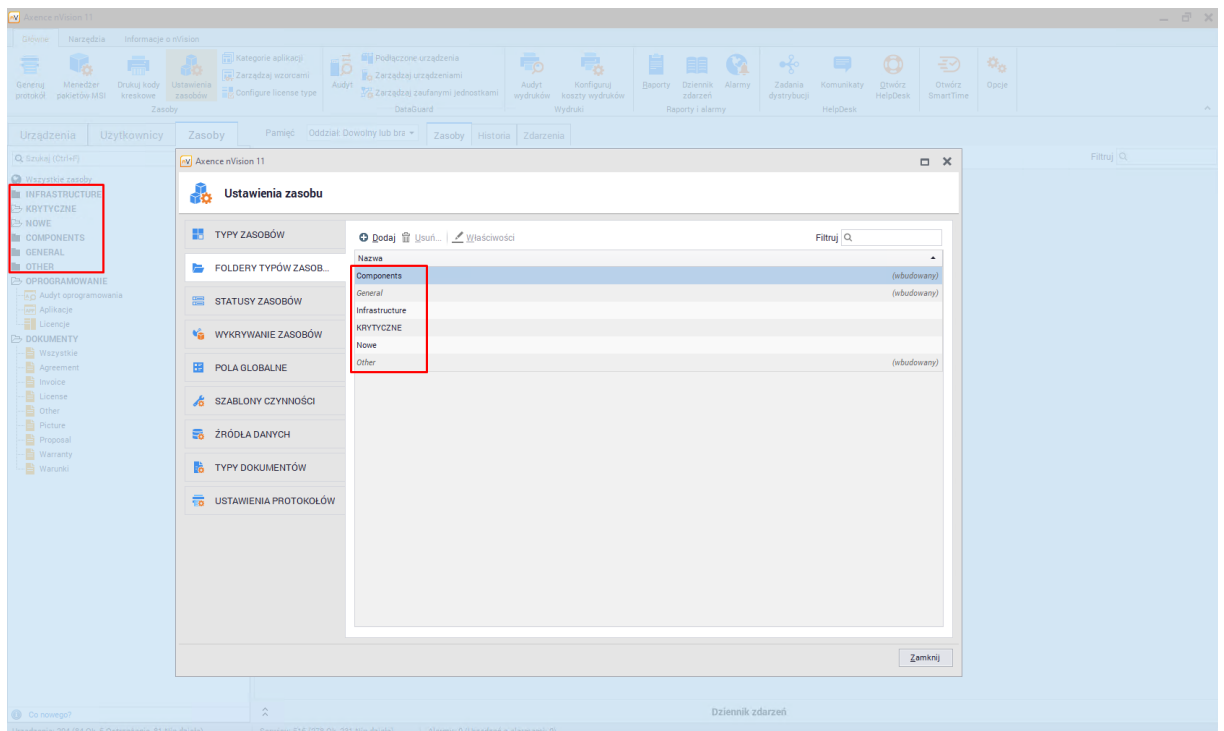 Axence nVision 11
Główne Narzędzia Informacje o nVision
Generuj protokół
Menedżer pakietów MSI
Drukuj kody kreskowe
Ustawienia zasobów
Kategorie aplikacji
Zarządzaj wzorcami
Configure license type
Zasoby
Audyt
Podłączone urządzenia
Zarządzaj urządzeniami
Zarządzaj zaufanymi jednostkami
DataGuard
Audyt wydruków
Konfiguruj koszty wydruków
Wydruki
Raporty
Dziennik zdarzeń
Alarmy
Raporty i alarmy
Zadania dystrybucji
Komunikaty
Otwórz HelpDesk
HelpDesk
Otwórz SmartTime
Opcje
Urządzenia Użytkownicy Zasoby Pamięć Oddział: Dowolny lub bra Zasoby Historia Zdarzenia
Szukaj (Ctrl+F)
Filtruj
Wszystkie zasoby
INFRASTRUCTURE
KRYTYCZNE
NOWE
COMPONENTS
GENERAL
OTHER
OPROGRAMOWANIE
Audyt oprogramowania
Aplikacje
Licencje
DOKUMENTY
Wszystkie
Agreement
Invoice
License
Other
Picture
Proposal
Warranty
Warunki
Axence nVision 11
Ustawienia zasobu
TYPY ZASOBÓW
FOLDERY TYPÓW ZASOB...
STATUSY ZASOBÓW
WYKRYWANIE ZASOBÓW
POLA GLOBALNE
SZABLONY CZYNNOŚCI
ŹRÓDŁA DANYCH
TYPY DOKUMENTÓW
USTAWIENIA PROTOKOŁÓW
Dodaj Usuń... Właściwości Filtruj
Nazwa
Components (wbudowany)
General (wbudowany)
Infrastructure
KRYTYCZNE
Nowe
Other (wbudowany)
Zamknij
Co nowego?
Dziennik zdarzeń